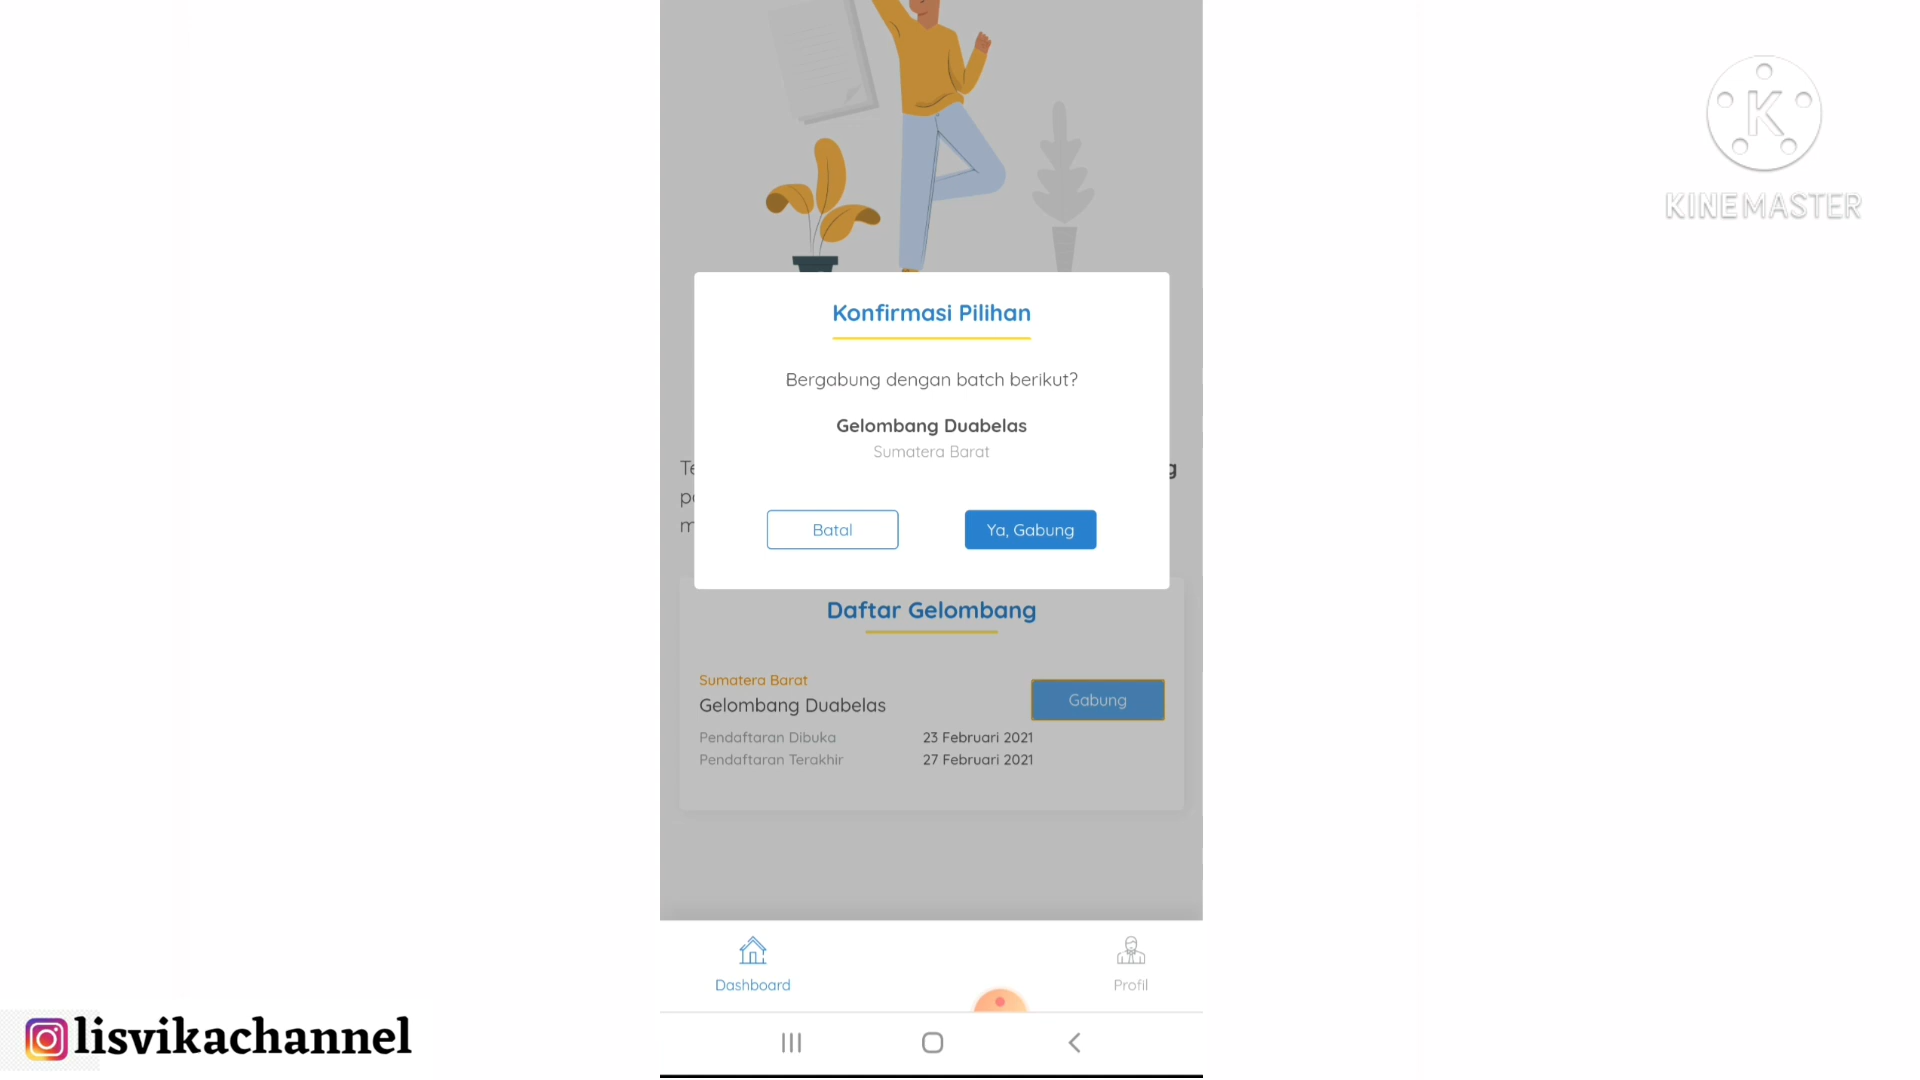 KINEMASTER
Konfirmasi Pilihan
Bergabung dengan batch berikut?
Gelombang Duabelas
Sumatera Barat
Batal
Ya, Gabung
Daftar Gelombang
Sumatera Barat
Gelombang Duabelas
Gabung
Pendaftaran Dibuka 23 Februari 2021
Pendaftaran Terakhir 27 Februari 2021
Dashboard
Profil
lisvikachannel